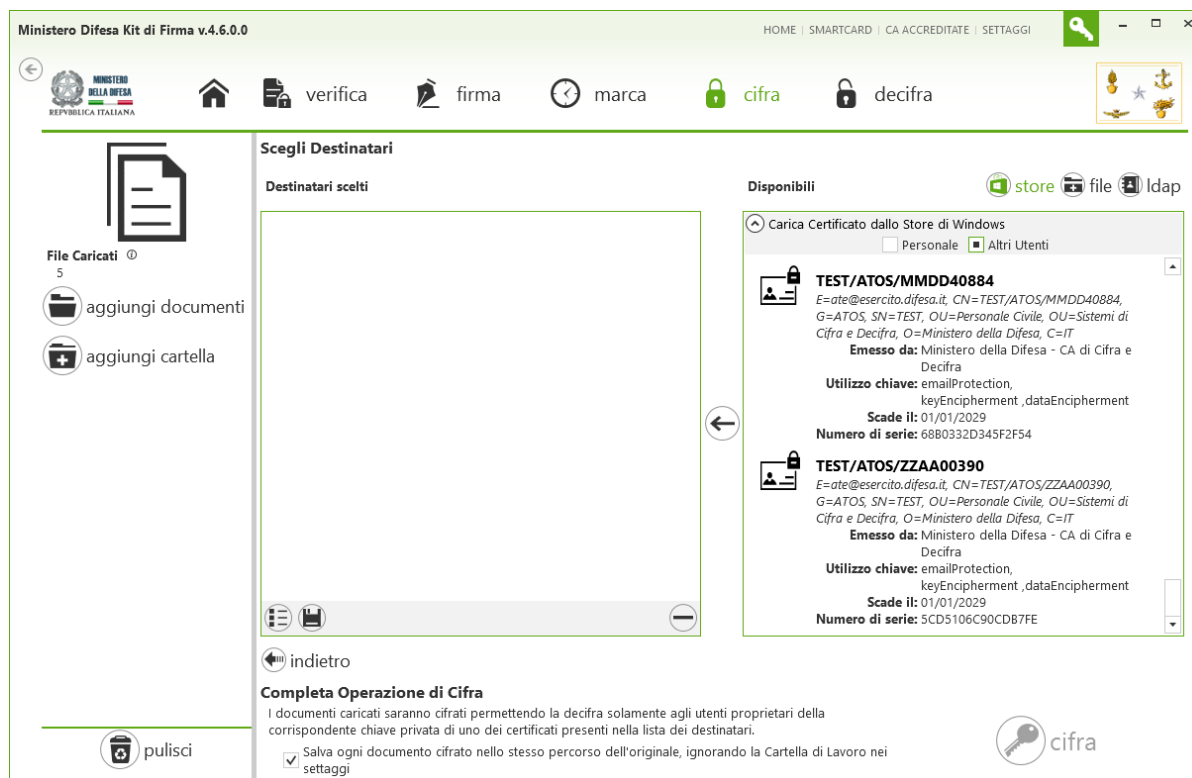 Ministero Difesa Kit di Firma v.4.6.0.0
HOME | SMARTCARD | CA ACCREDITATE | SETTAGGI
MINISTERO
DELLA DIFESA
REPVBBLICA ITALIANA
verifica
firma
marca
cifra
decifra
File Caricati
5
aggiungi documenti
aggiungi cartella
pulisci
Scegli Destinatari
Destinatari scelti
Disponibili
store
file
ldap
Carica Certificato dallo Store di Windows
Personale
Altri Utenti
TEST/ATOS/MMDD40884
E=ate@esercito.difesa.it, CN=TEST/ATOS/MMDD40884,
G=ATOS, SN=TEST, OU=Personale Civile, OU=Sistemi di
Cifra e Decifra, O=Ministero della Difesa, C=IT
Emesso da: Ministero della Difesa - CA di Cifra e
Decifra
Utilizzo chiave: emailProtection,
keyEncipherment ,dataEncipherment
Scade il: 01/01/2029
Numero di serie: 68B0332D345F2F54
TEST/ATOS/ZZAA00390
E=ate@esercito.difesa.it, CN=TEST/ATOS/ZZAA00390,
G=ATOS, SN=TEST, OU=Personale Civile, OU=Sistemi di
Cifra e Decifra, O=Ministero della Difesa, C=IT
Emesso da: Ministero della Difesa - CA di Cifra e
Decifra
Utilizzo chiave: emailProtection,
keyEncipherment ,dataEncipherment
Scade il: 01/01/2029
Numero di serie: 5CD5106C90CDB7FE
indietro
Completa Operazione di Cifra
I documenti caricati saranno cifrati permettendo la decifra solamente agli utenti proprietari della
corrispondente chiave privata di uno dei certificati presenti nella lista dei destinatari.
Salva ogni documento cifrato nello stesso percorso dell'originale, ignorando la Cartella di Lavoro nei
settaggi
cifra